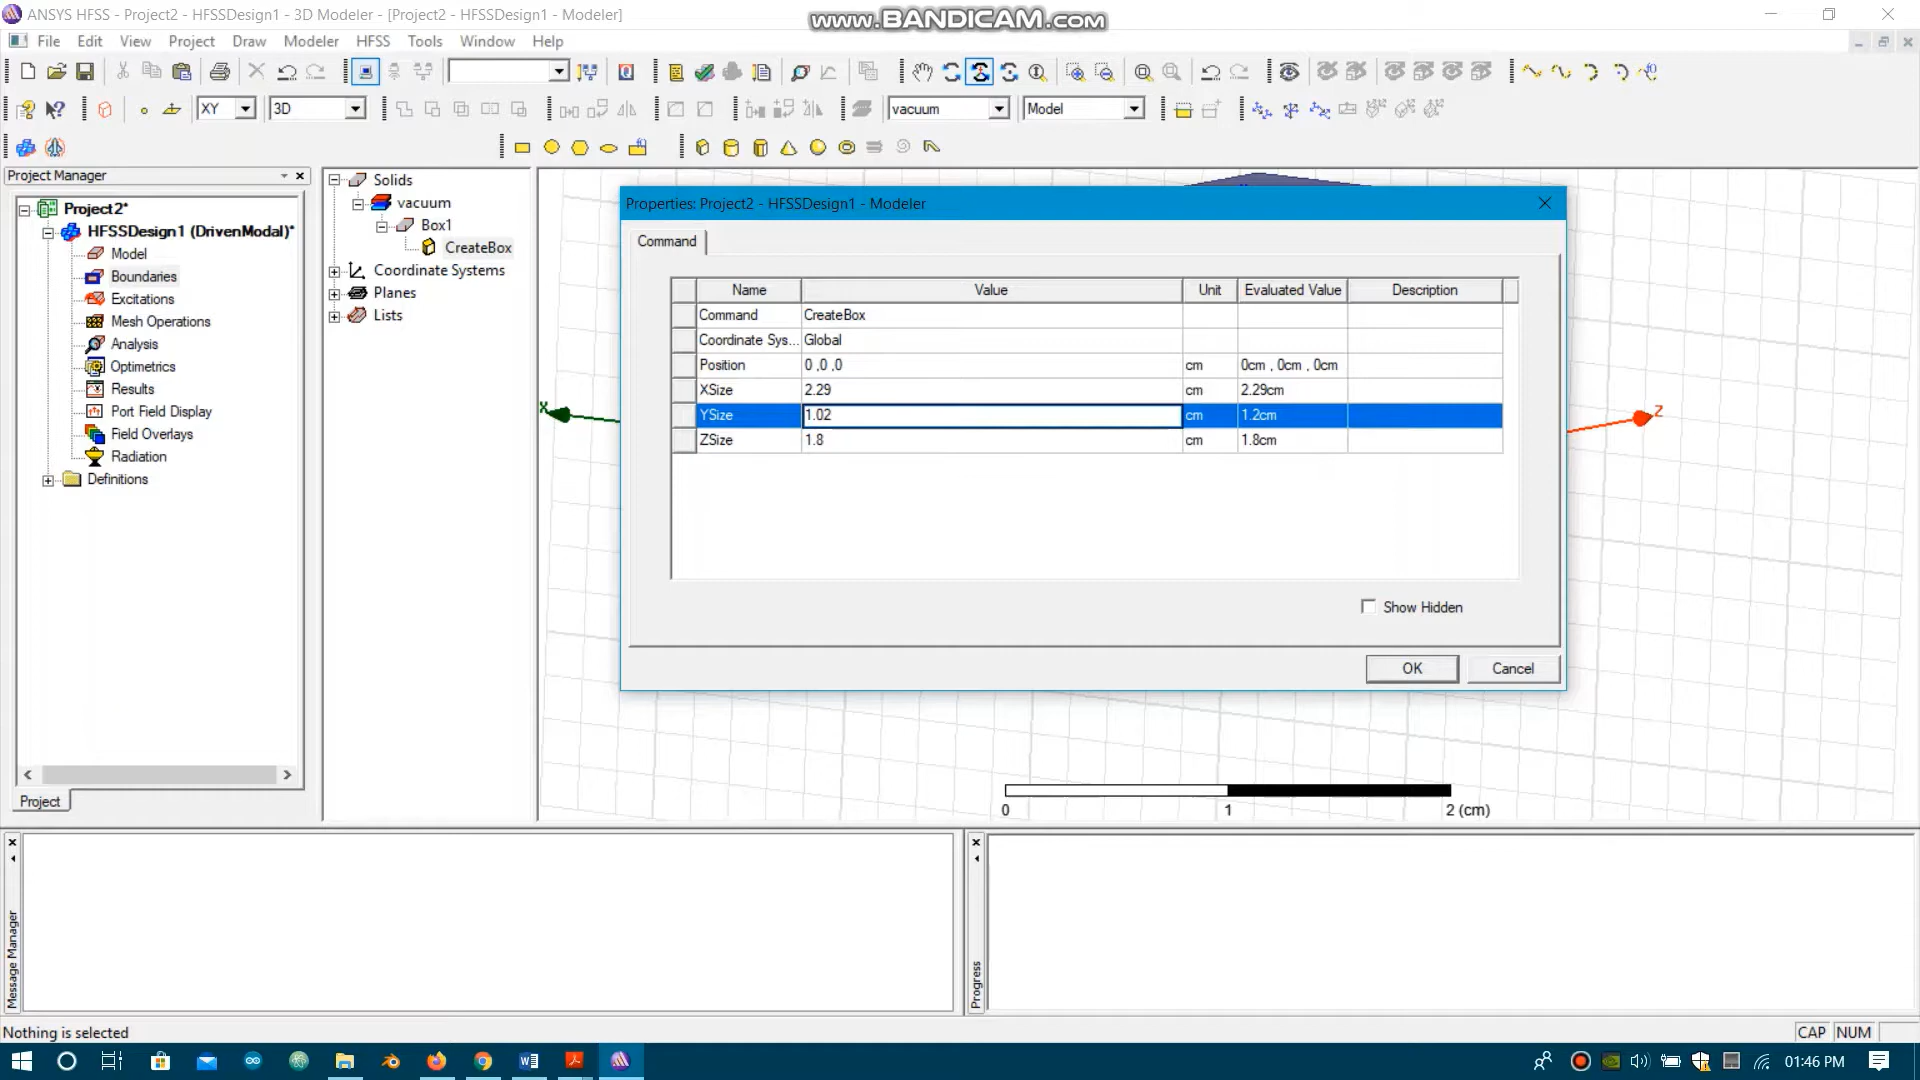 ANSYS HFSS - Project2 - HFSSDesign1 - 3D Modeler - [Project2 - HFSSDesign1 - Modeler]
www.BANDICAM.com
File Edit View Project Draw Modeler HFSS Tools Window Help
XY 3D vacuum Model
Project Manager
Project2*
HFSSDesign1 (DrivenModal)*
Model
Boundaries
Excitations
Mesh Operations
Analysis
Optimetrics
Results
Port Field Display
Field Overlays
Radiation
Definitions
Project
Solids
vacuum
Box1
CreateBox
Coordinate Systems
Planes
Lists
Properties: Project2 - HFSSDesign1 - Modeler
Command
Name Value Unit Evaluated Value Description
Command CreateBox
Coordinate Sys... Global
Position 0 ,0 ,0 cm 0cm , 0cm , 0cm
XSize 2.29 cm 2.29cm
YSize 1.02 cm 1.2cm
ZSize 1.8 cm 1.8cm
Show Hidden
OK Cancel
X
Z
0 1 2 (cm)
Message Manager
Progress
Nothing is selected
CAP NUM
01:46 PM